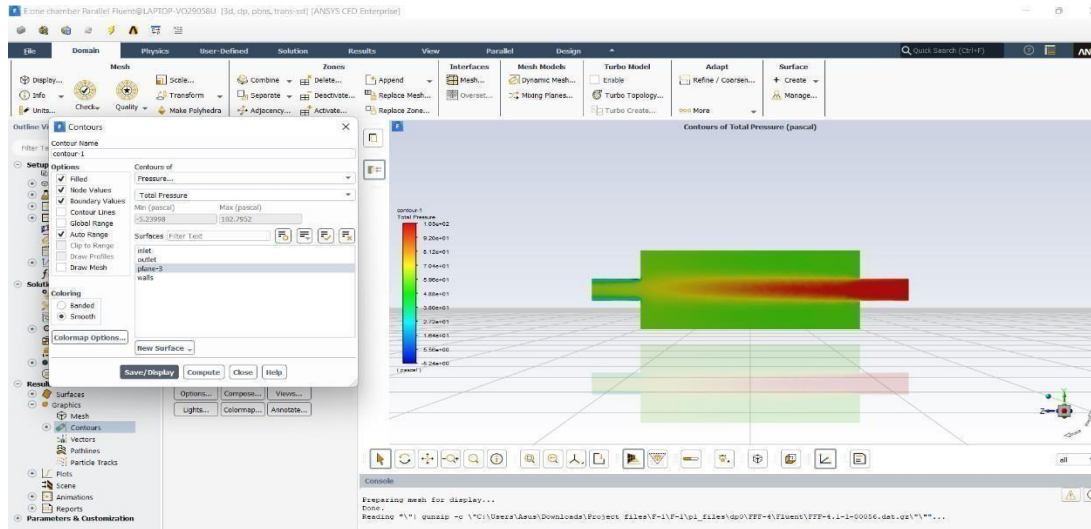 E:one chamber Parallel Fluent@LAPTOP-VO29058U [3d, dp, pbns, trans-sst] [ANSYS CFD Enterprise]
File Domain Physics User-Defined Solution Results View Parallel Design Quick Search (Ctrl+F)
Mesh Zones Interfaces Mesh Models Turbo Model Adapt Surface
Display... Scale... Combine Delete... Append Mesh... Dynamic Mesh... Enable Refine / Coarsen... + Create
Info Transform Separate Deactivate... Replace Mesh... Overset... Mixing Planes... Turbo Topology... Manage...
Units... Check Quality Make Polyhedra Adjacency... Activate... Replace Zone... Turbo Create... More
Contours
Contour Name
contour-1
Options
Filled
Node Values
Boundary Values
Contour Lines
Global Range
Auto Range
Clip to Range
Draw Profiles
Draw Mesh
Coloring
Banded
Smooth
Colormap Options...
Contours of
Pressure...
Total Pressure
Min (pascal) Max (pascal)
-5.23998 102.7952
Surfaces Filter Text
inlet
outlet
plane-3
walls
New Surface
Save/Display Compute Close Help
Results
Surfaces
Graphics
Mesh
Contours
Vectors
Pathlines
Particle Tracks
Plots
Scene
Animations
Reports
Parameters & Customization
Options... Compose... Views...
Lights... Colormap... Annotate...
Contours of Total Pressure (pascal)
contour-1
Total Pressure
1.03e+02
9.20e+01
8.12e+01
7.04e+01
5.96e+01
4.88e+01
2.72e+01
1.64e+01
5.56e+00
-5.24e+00
[pascal]
Y
Z
all
Console
Preparing mesh for display...
Done.
Reading "\"| gunzip -c \"C:\Users\Asus\Downloads\Project files\F-1\F-1\p1_files\dp0\FFF-4\Fluent\FFF-4.1-1-00056.dat.gz\"\""...